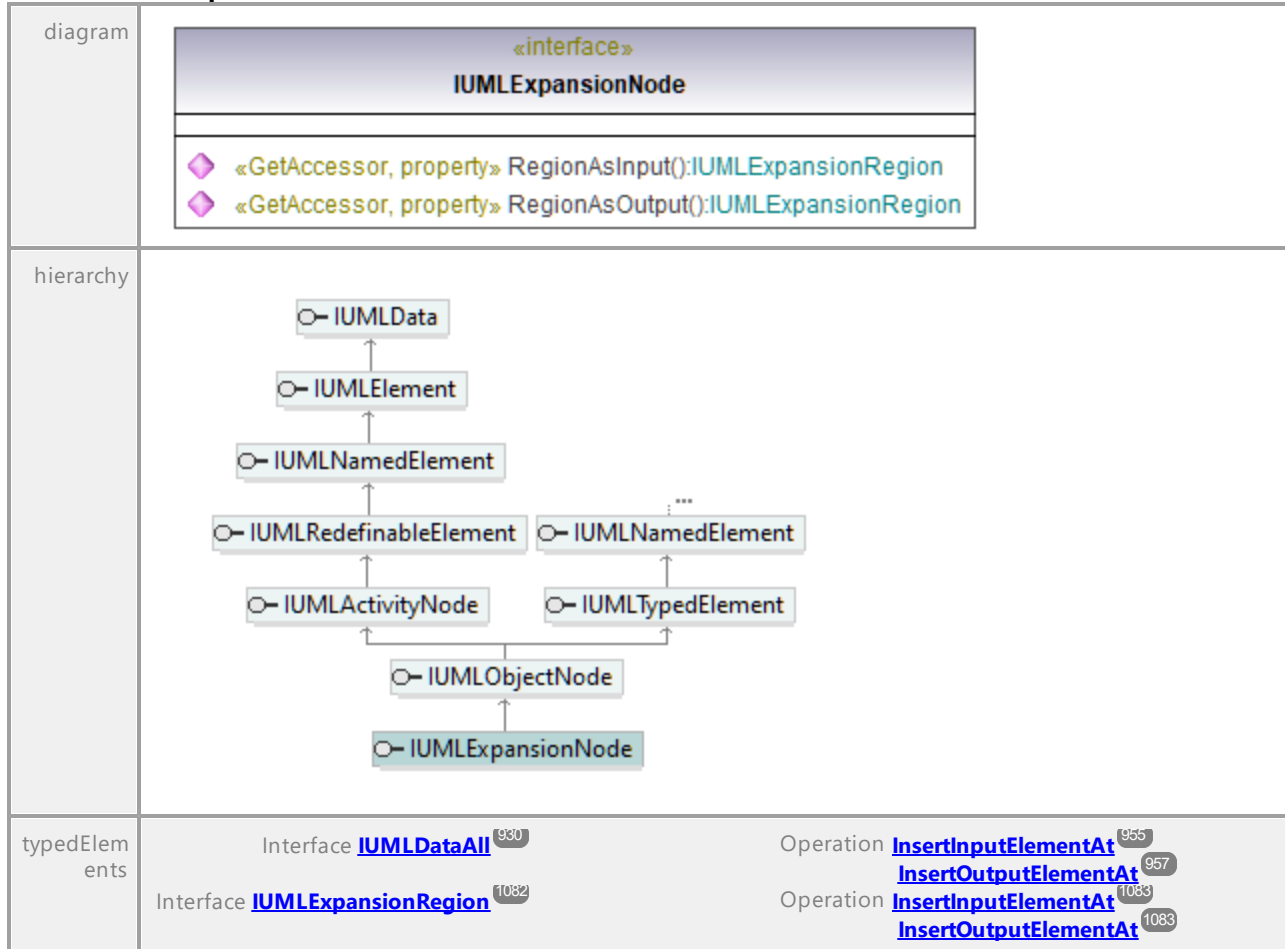 diagram
«interface»
IUMLExpansionNode
«GetAccessor, property» RegionAsInput():IUMLExpansionRegion
«GetAccessor, property» RegionAsOutput():IUMLExpansionRegion
hierarchy
IUMLData
IUMLElement
IUMLNamedElement
...
IUMLRedefinableElement IUMLNamedElement
IUMLActivityNode IUMLTypedElement
IUMLObjectNode
IUMLExpansionNode
typedElem
ents
Interface IUMLDataAll 930 Operation InsertInputElementAt 955
InsertOutputElementAt 957
Interface IUMLExpansionRegion 1082 Operation InsertInputElementAt 1083
InsertOutputElementAt 1083